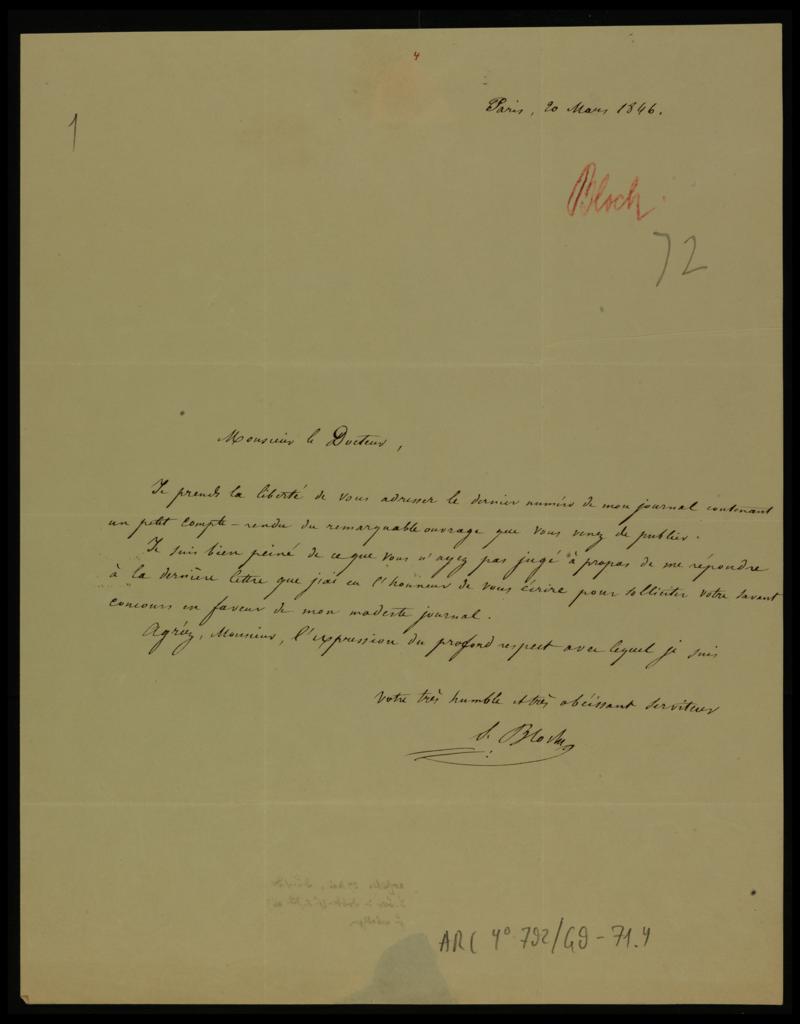 4
Paris, 20 Mars 1846.
1
Bloch.
72
Monsieur le Docteur,
Je prends la liberté de vous adresser le dernier numéro de mon journal contenant
un petit compte-rendu du remarquable ouvrage que vous venez de publier.
Je suis bien peiné de ce que vous n'ayez pas jugé à propos de me répondre
à la dernière lettre que j'ai eu l'honneur de vous écrire pour solliciter votre savant
concours en faveur de mon modeste journal.
Agréez, Monsieur, l'expression du profond respect avec lequel je suis
votre très humble et très obéissant serviteur
S. Bloch
ARC 4° 792/G9-71.4